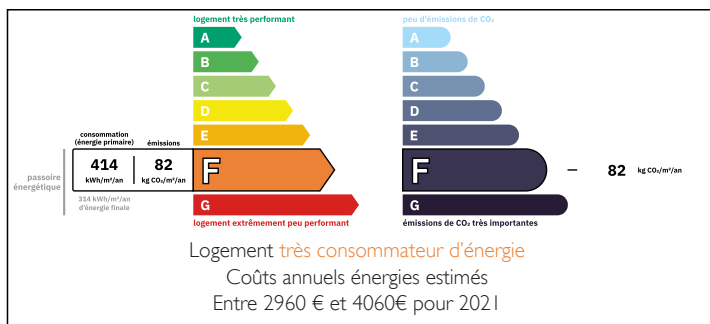 logement très performant
A
B
C
D
E
consommation
(énergie primaire)
émissions
414
kWh/m²/an
82
kg CO₂/m²/an
F
passoire
énergétique
314 kWh/m²/an
d'énergie finale
G
logement extrêmement peu performant
peu d'émissions de CO₂
A
B
C
D
E
F
82 kg CO₂/m²/an
G
émissions de CO₂ très importantes
Logement très consommateur d'énergie
Coûts annuels énergies estimés
Entre 2960 € et 4060€ pour 2021